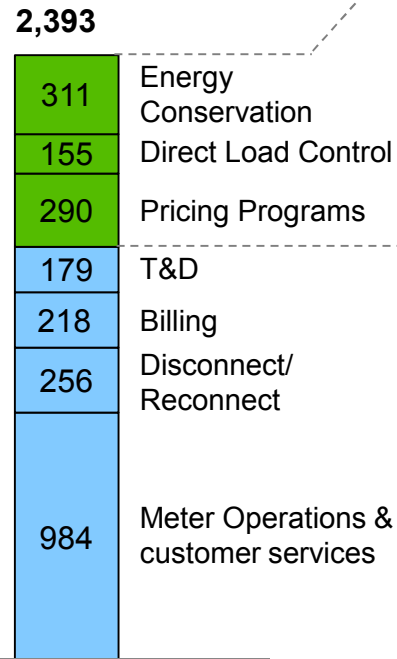 2,393
311
Energy
Conservation
155
Direct Load Control
290
Pricing Programs
179
T&D
218
Billing
256
Disconnect/
Reconnect
984
Meter Operations &
customer services